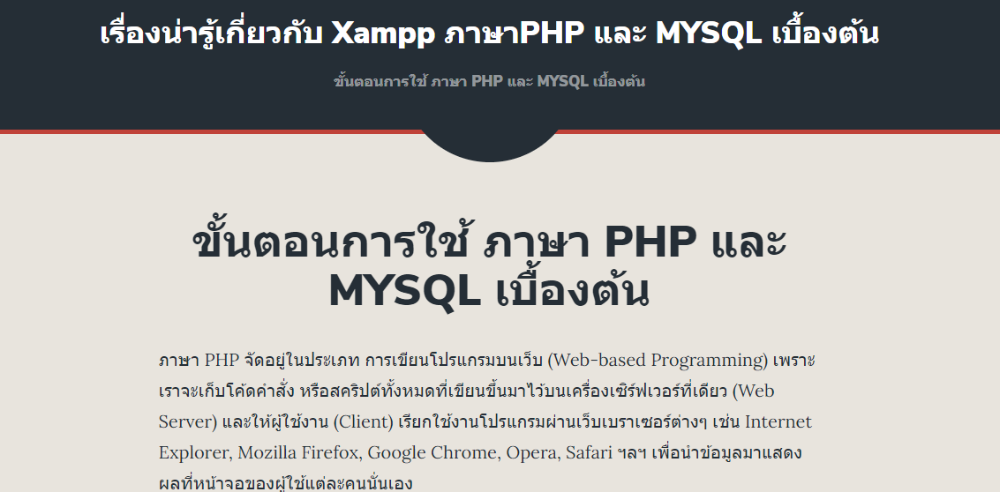 เรื่องน่ารู้เกี่ยวกับ Xampp ภาษาPHP และ MYSQL เบื้องต้น
ขั้นตอนการใช้ ภาษา PHP และ MYSQL เบื้องต้น
ขั้นตอนการใช้ ภาษา PHP และ
MYSQL เบื้องต้น
ภาษา PHP จัดอยู่ในประเภท การเขียนโปรแกรมบนเว็บ (Web-based Programming) เพราะ
เราจะเก็บโค้ดคำสั่ง หรือสคริปต์ทั้งหมดที่เขียนขึ้นมาไว้บนเครื่องเซิร์ฟเวอร์ที่เดียว (Web
Server) และให้ผู้ใช้งาน (Client) เรียกใช้งานโปรแกรมผ่านเว็บเบราเซอร์ต่างๆ เช่น Internet
Explorer, Mozilla Firefox, Google Chrome, Opera, Safari ฯลฯ เพื่อนำข้อมูลมาแสดง
ผลที่หน้าจอของผู้ใช้แต่ละคนนั่นเอง